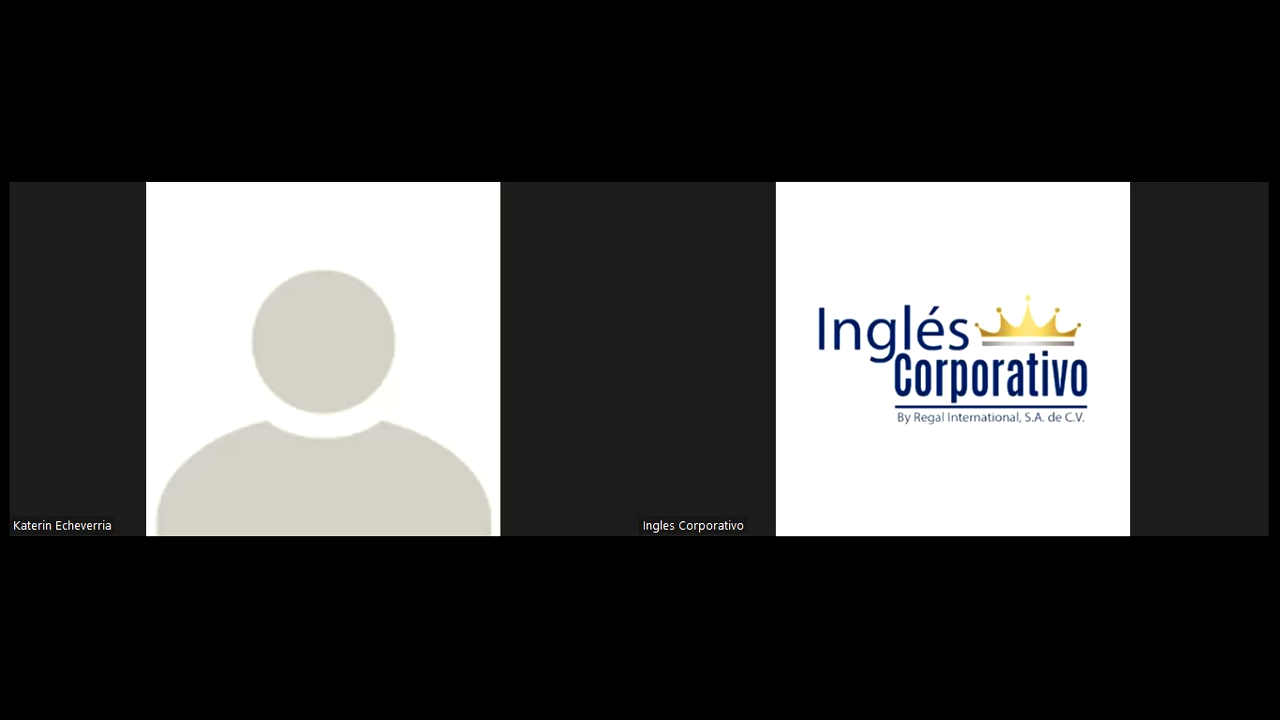 Inglés
Corporativo
By Regal International, S.A. de C.V.
Katerin Echeverria
Ingles Corporativo